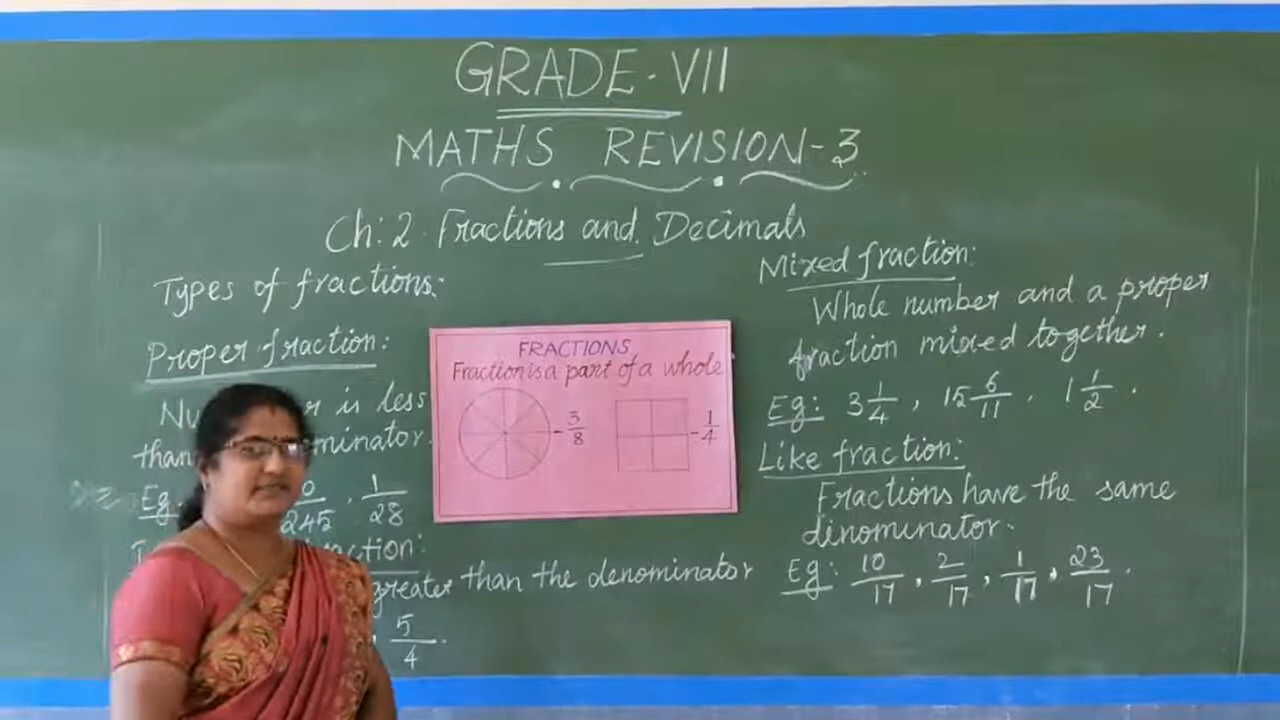 GRADE-VII
MATHS REVISION-3
Ch: 2. Fractions and Decimals
Types of fractions:
Proper fraction:
is less
than
Eg. 1/28
fraction:
greater than the denominator
, 5/4.
FRACTIONS
Fraction is a part of a whole
- 3/8
- 1/4
Mixed fraction:
Whole number and a proper
fraction mixed together.
Eg: 3 1/4, 15 6/11, 1 1/2.
Like fraction:
Fractions have the same
dinominator.
Eg: 10/17, 2/17, 1/17, 23/17.